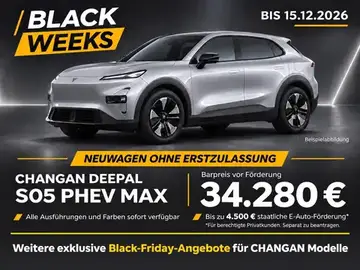 BLACK
WEEKS
BIS 15.12.2026
Beispielabbildung
NEUWAGEN OHNE ERSTZULASSUNG
CHANGAN DEEPAL
S05 PHEV MAX
Alle Ausführungen und Farben sofort verfügbar
Barpreis vor Förderung
34.280 €
Bis zu 4.500 € staatliche E-Auto-Förderung*
*Für berechtigte Privatkunden. Separat zu beantragen.
Weitere exklusive Black-Friday-Angebote für CHANGAN Modelle